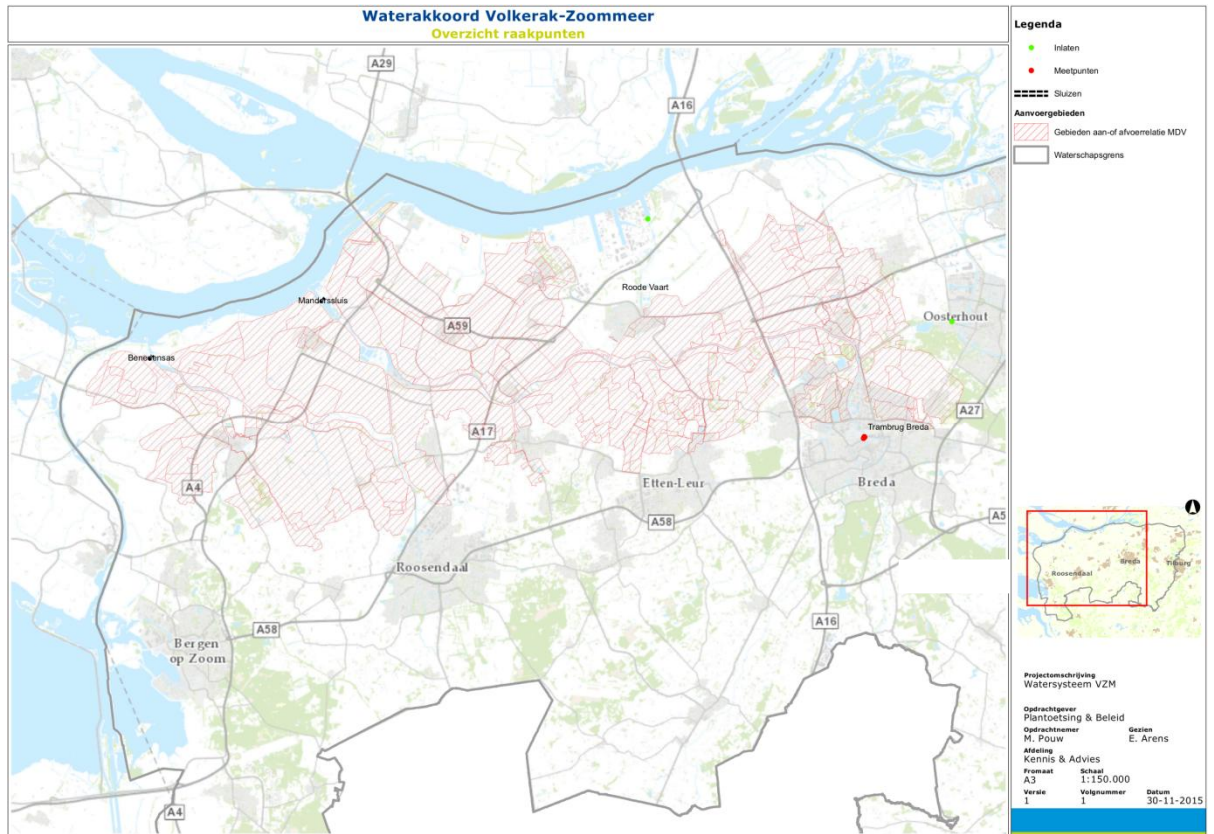 Waterakkoord Volkerak-Zoommeer
Overzicht raakpunten
A29
A16
Roode Vaart
Manderssluis
A59
Oosterhout
Benedensas
A27
A17
Trambrug Breda
A4
Etten-Leur
Breda
A58
A5
Roosendaal
A58
A16
Bergen
op Zoom
A4
Legenda
Inlaten
Meetpunten
Sluizen
Aanvoergebieden
Gebieden aan-of afvoerrelatie MDV
Waterschapsgrens
Breda
Tilburg
Roosendaal
Projectomschrijving
Watersysteem VZM
Opdrachtgever
Plantoetsing & Beleid
Opdrachtnemer Gezien
M. Pouw E. Arens
Afdeling
Kennis & Advies
Formaat Schaal
A3 1:150.000
Versie Volgnummer Datum
1 1 30-11-2015